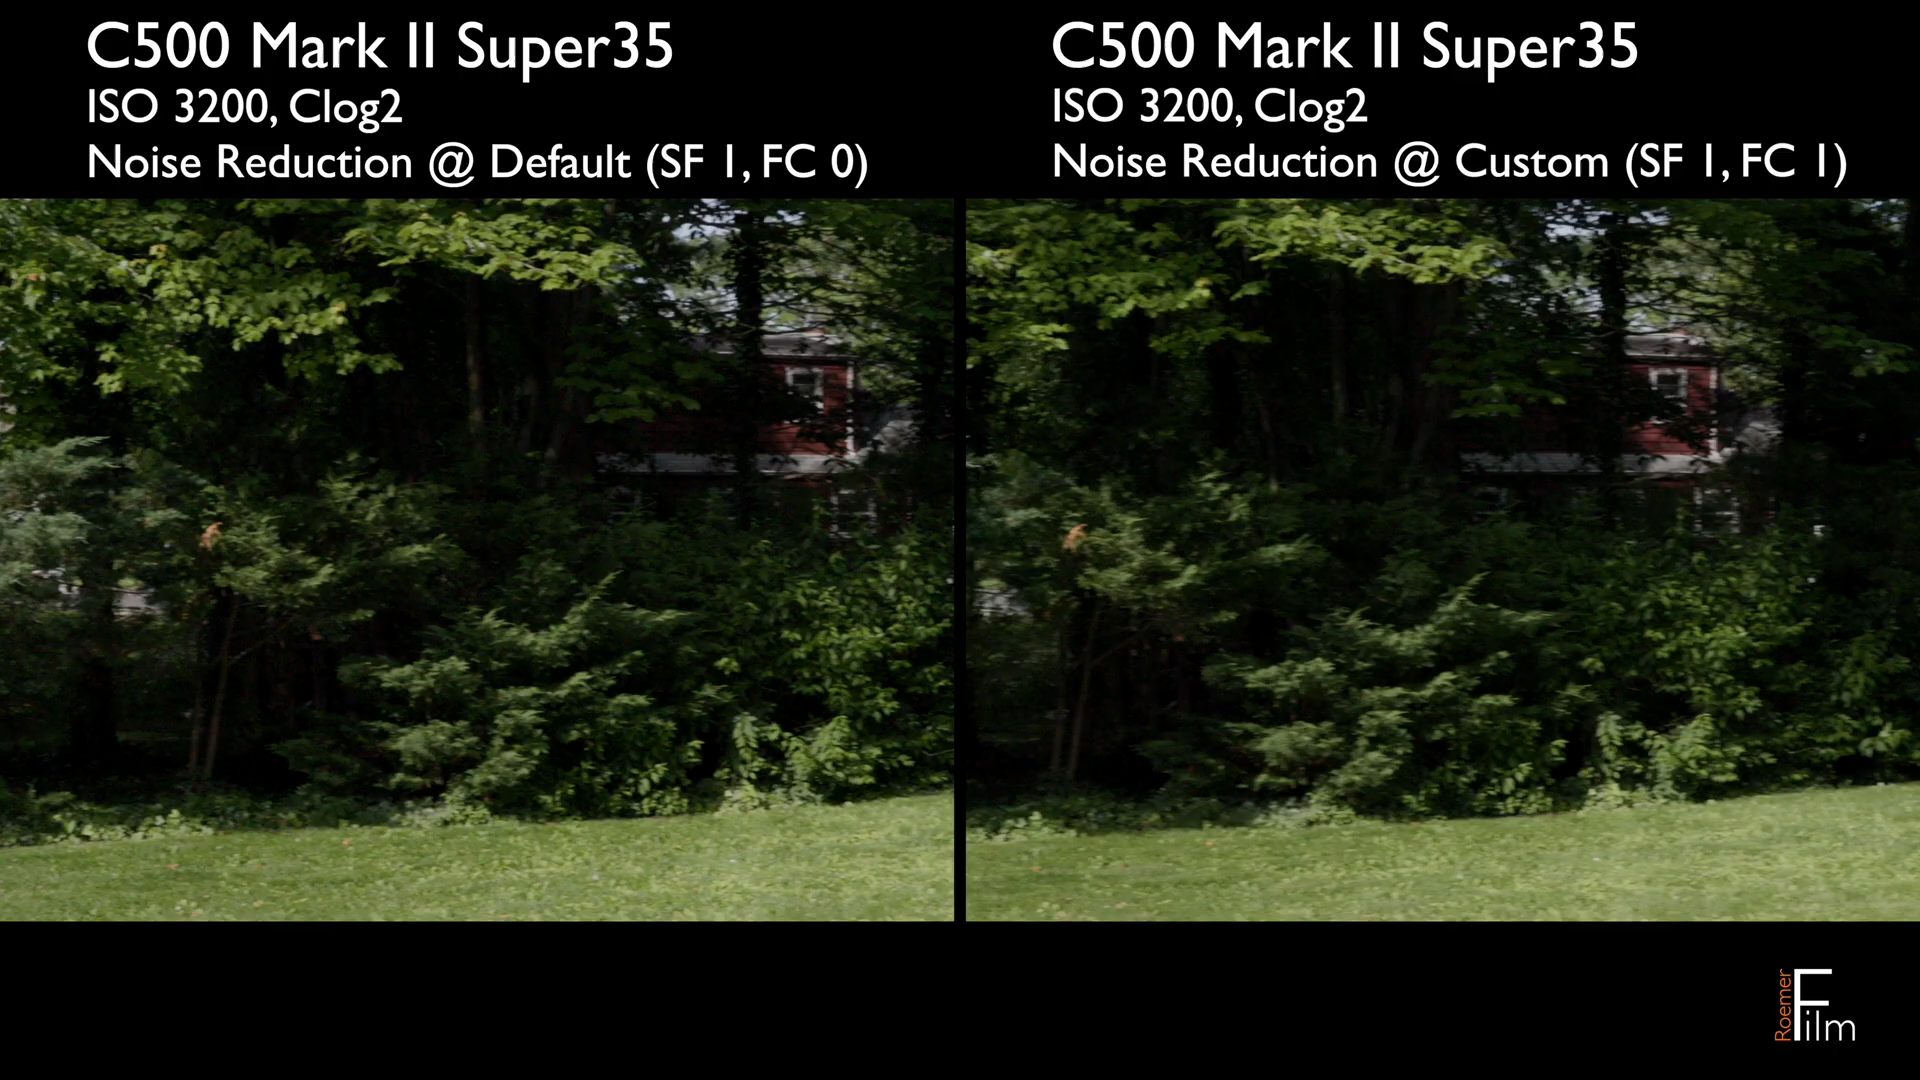 C500 Mark II Super35
ISO 3200, Clog2
Noise Reduction @ Default (SF 1, FC 0)
C500 Mark II Super35
ISO 3200, Clog2
Noise Reduction @ Custom (SF 1, FC 1)
Roemer
Film